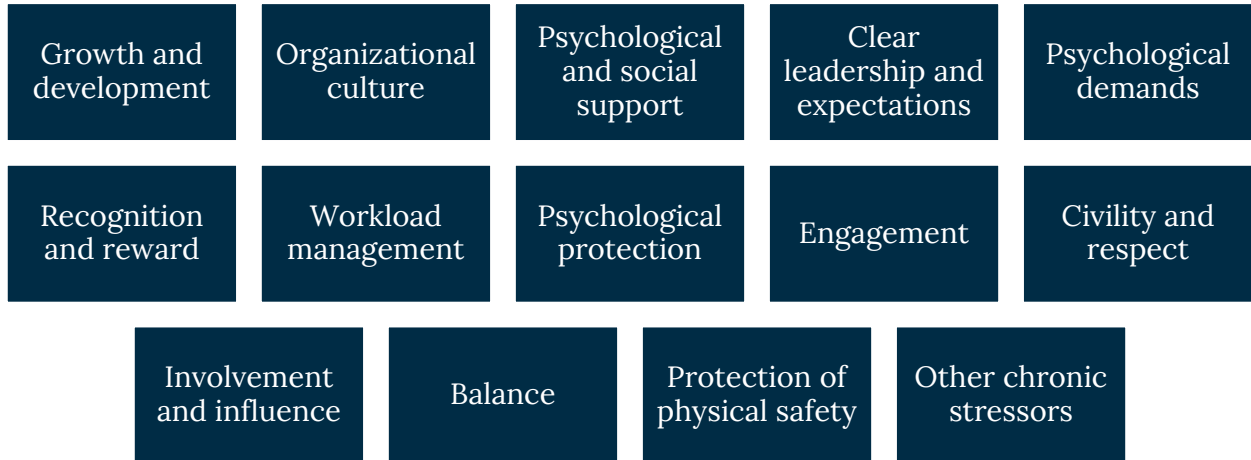 Growth and
development
Organizational
culture
Psychological
and social
support
Clear
leadership and
expectations
Psychological
demands
Recognition
and reward
Workload
management
Psychological
protection
Engagement
Civility and
respect
Involvement
and influence
Balance
Protection of
physical safety
Other chronic
stressors